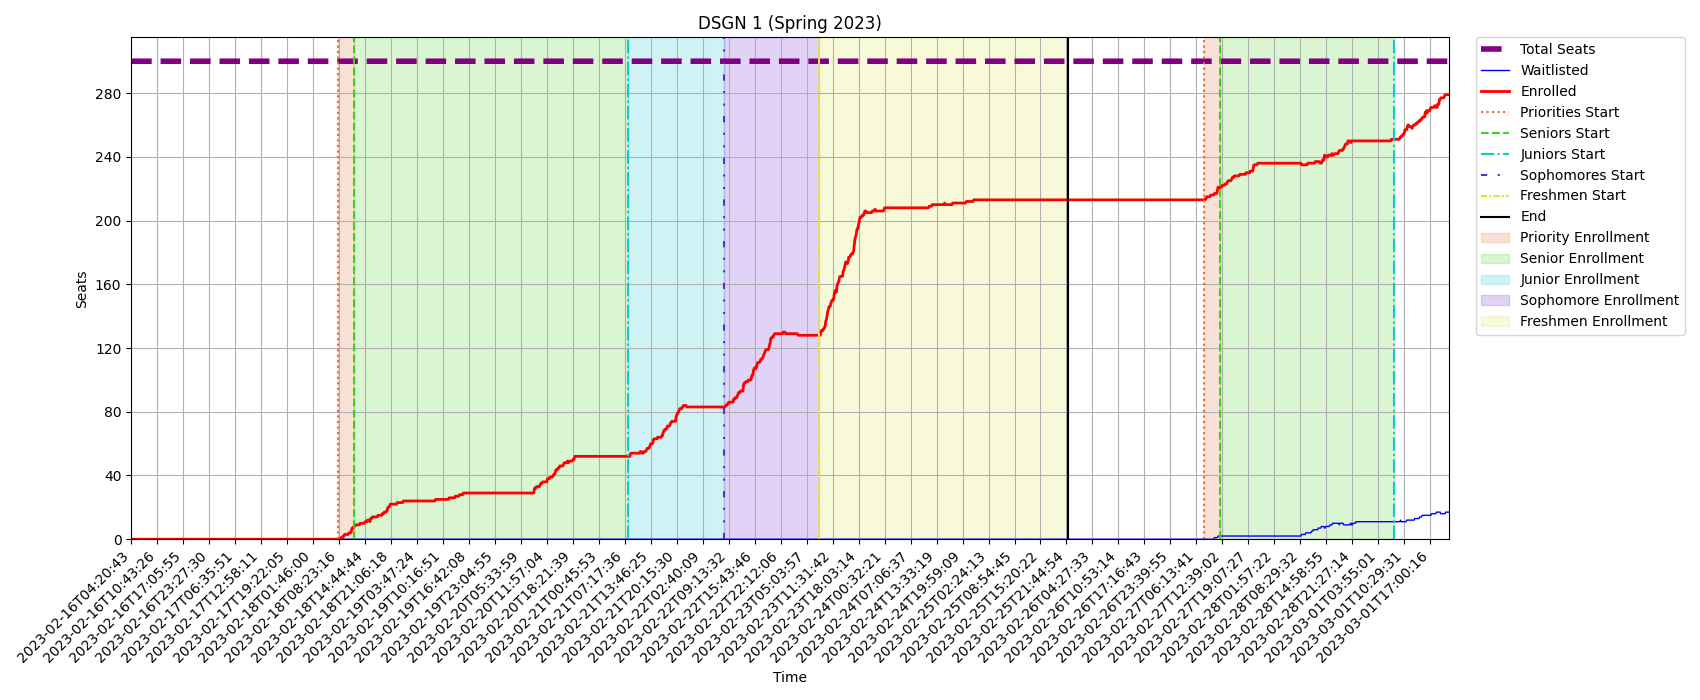 DSGN 1 (Spring 2023)
Seats
280
240
200
160
120
80
40
0
2023-02-16T04:20:43
2023-02-16T10:43:26
2023-02-16T17:05:55
2023-02-16T23:27:30
2023-02-17T06:35:51
2023-02-17T12:58:11
2023-02-17T19:22:05
2023-02-18T01:46:00
2023-02-18T08:23:16
2023-02-18T14:44:44
2023-02-18T21:06:18
2023-02-19T03:47:24
2023-02-19T10:16:51
2023-02-19T16:42:08
2023-02-19T23:04:55
2023-02-20T05:33:59
2023-02-20T11:57:04
2023-02-20T18:21:39
2023-02-21T00:45:53
2023-02-21T07:17:36
2023-02-21T13:46:25
2023-02-21T20:15:30
2023-02-22T02:40:09
2023-02-22T09:13:32
2023-02-22T15:43:46
2023-02-22T22:12:06
2023-02-23T05:03:57
2023-02-23T11:31:42
2023-02-23T18:03:14
2023-02-24T00:32:21
2023-02-24T07:06:37
2023-02-24T13:33:19
2023-02-24T19:59:09
2023-02-25T02:24:13
2023-02-25T08:54:45
2023-02-25T15:20:22
2023-02-25T21:44:54
2023-02-26T04:27:33
2023-02-26T10:53:14
2023-02-26T17:16:43
2023-02-26T23:39:55
2023-02-27T06:13:41
2023-02-27T12:39:02
2023-02-27T19:07:27
2023-02-28T01:57:22
2023-02-28T08:29:32
2023-02-28T14:58:55
2023-02-28T21:27:14
2023-03-01T03:55:01
2023-03-01T10:29:31
2023-03-01T17:00:16
Time
Total Seats
Waitlisted
Enrolled
Priorities Start
Seniors Start
Juniors Start
Sophomores Start
Freshmen Start
End
Priority Enrollment
Senior Enrollment
Junior Enrollment
Sophomore Enrollment
Freshmen Enrollment